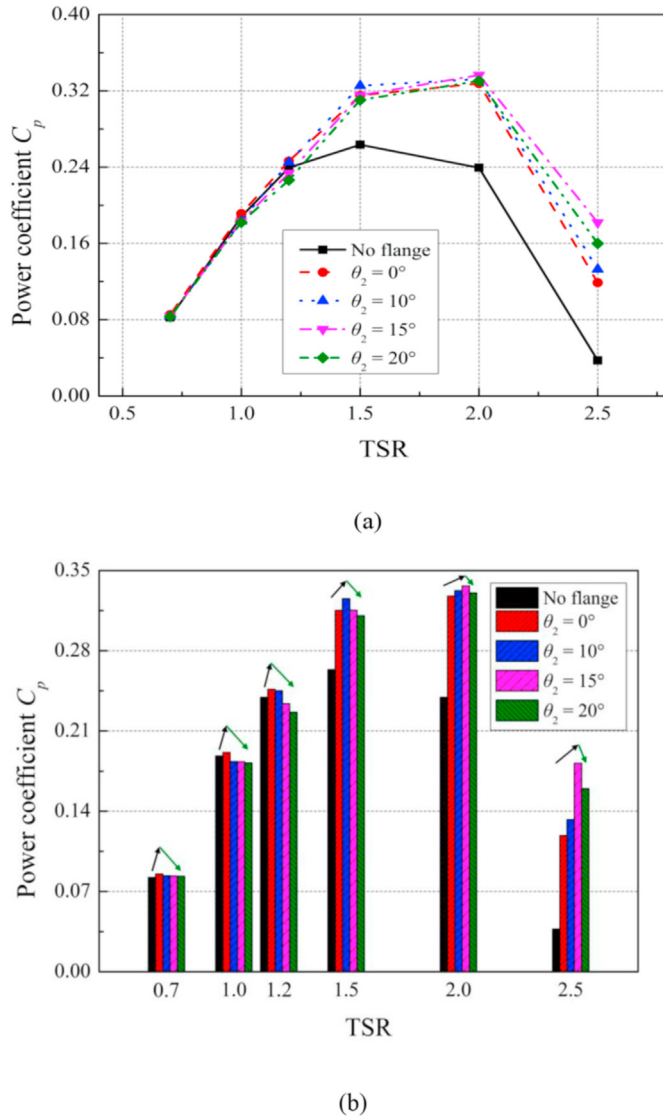 0.40
0.32
0.24
0.16
0.08
0.00
Power coefficient Cₚ
No flange
θ₂ = 0°
θ₂ = 10°
θ₂ = 15°
θ₂ = 20°
0.5 1.0 1.5 2.0 2.5
TSR
(a)
0.35
0.28
0.21
0.14
0.07
0.00
Power coefficient Cₚ
No flange
θ₂ = 0°
θ₂ = 10°
θ₂ = 15°
θ₂ = 20°
0.7 1.0 1.2 1.5 2.0 2.5
TSR
(b)